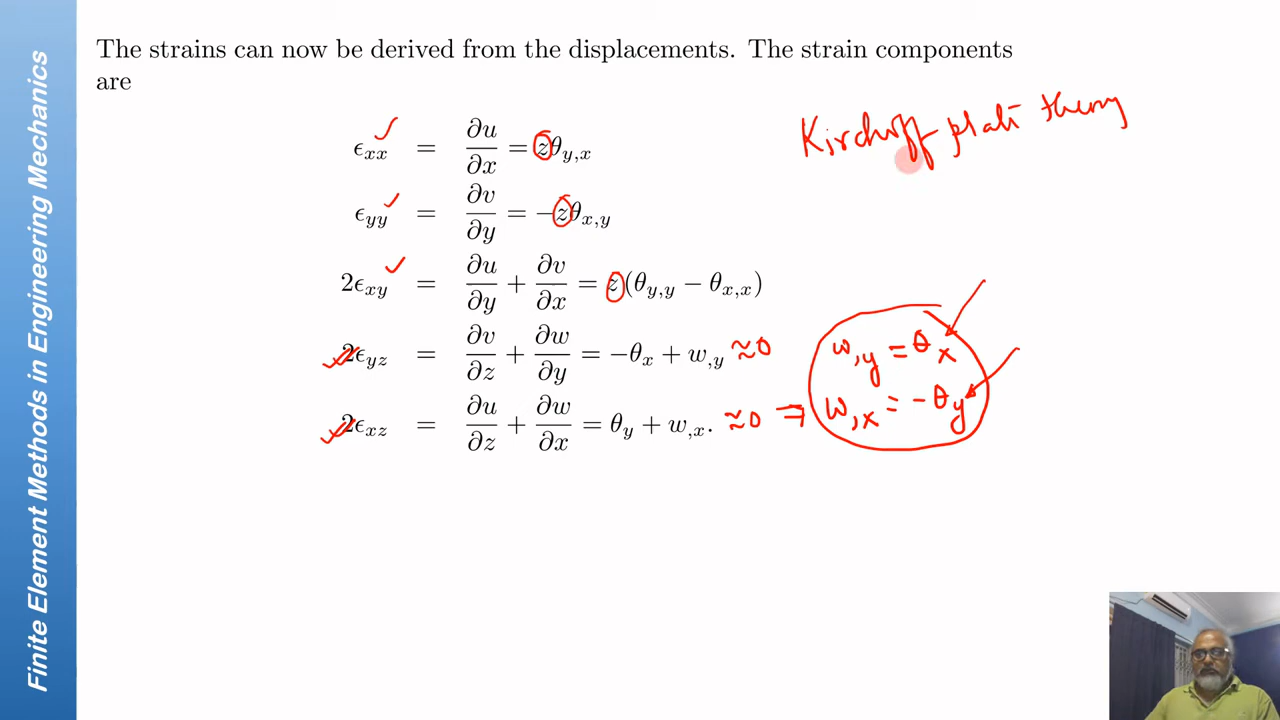 The strains can now be derived from the displacements. The strain components
are
Kirchoff plate theory
ϵxx = ∂u/∂x = zθy,x
ϵyy = ∂v/∂y = −zθx,y
2ϵxy = ∂u/∂y + ∂v/∂x = z(θy,y − θx,x)
2ϵyz = ∂v/∂z + ∂w/∂y = −θx + w,y ≈0
w,y = θx
2ϵxz = ∂u/∂z + ∂w/∂x = θy + w,x. ≈0 ⇒ w,x = −θy
Finite Element Methods in Engineering Mechanics